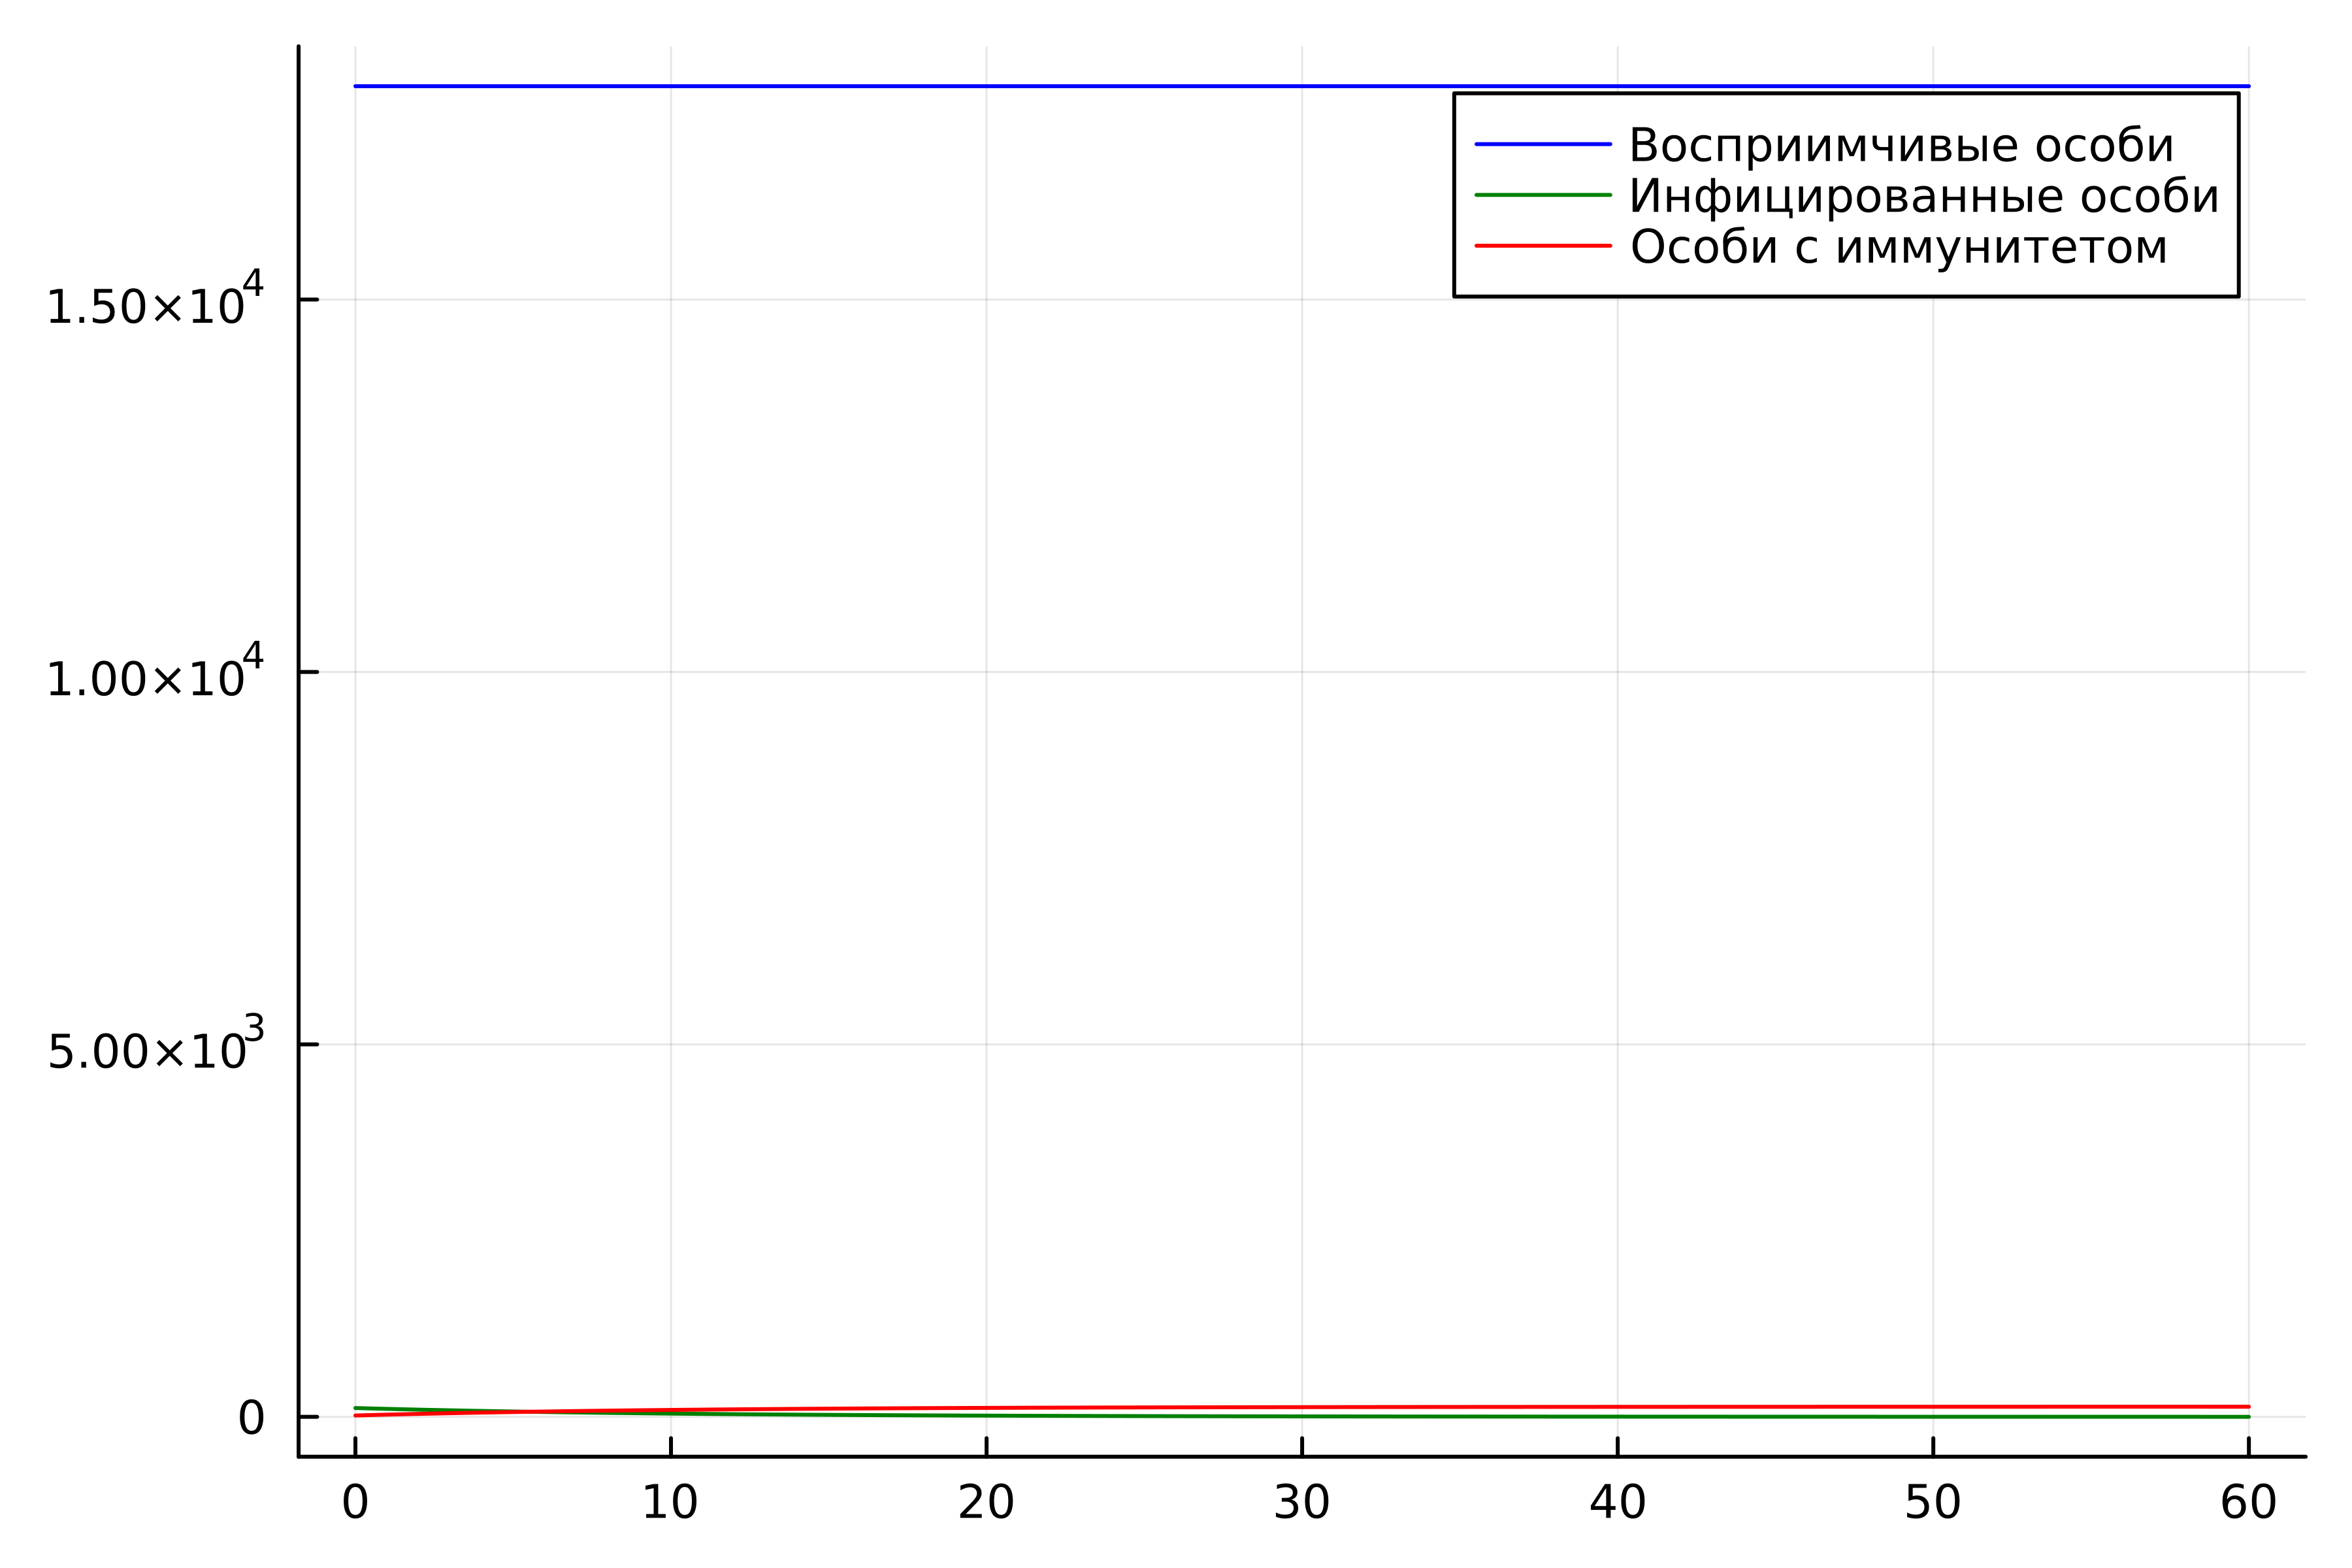 Восприимчивые особи
Инфицированные особи
Особи с иммунитетом
1.50×10⁴
1.00×10⁴
5.00×10³
0
0 10 20 30 40 50 60